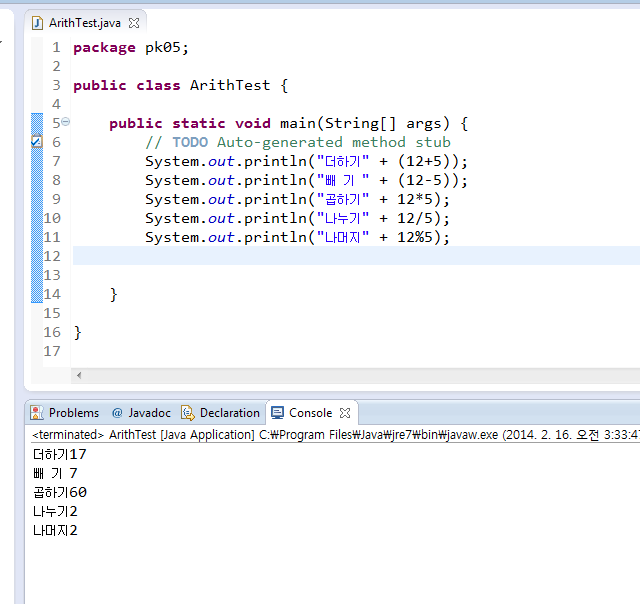 ArithTest.java
1 package pk05;
2
3 public class ArithTest {
4
5 public static void main(String[] args) {
6 // TODO Auto-generated method stub
7 System.out.println("더하기" + (12+5));
8 System.out.println("빼 기 " + (12-5));
9 System.out.println("곱하기" + 12*5);
10 System.out.println("나누기" + 12/5);
11 System.out.println("나머지" + 12%5);
12
13
14 }
15
16 }
17
Problems @ Javadoc Declaration Console
<terminated> ArithTest [Java Application] C:₩Program Files₩Java₩jre7₩bin₩javaw.exe (2014. 2. 16. 오전 3:33:47
더하기17
빼 기 7
곱하기60
나누기2
나머지2